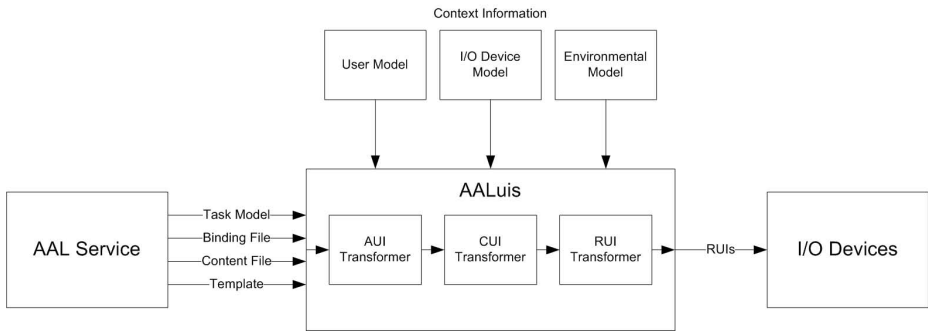 Context Information
User Model
I/O Device
Model
Environmental
Model
AALuis
AAL Service
Task Model
Binding File
Content File
Template
AUI
Transformer
CUI
Transformer
RUI
Transformer
RUIs
I/O Devices